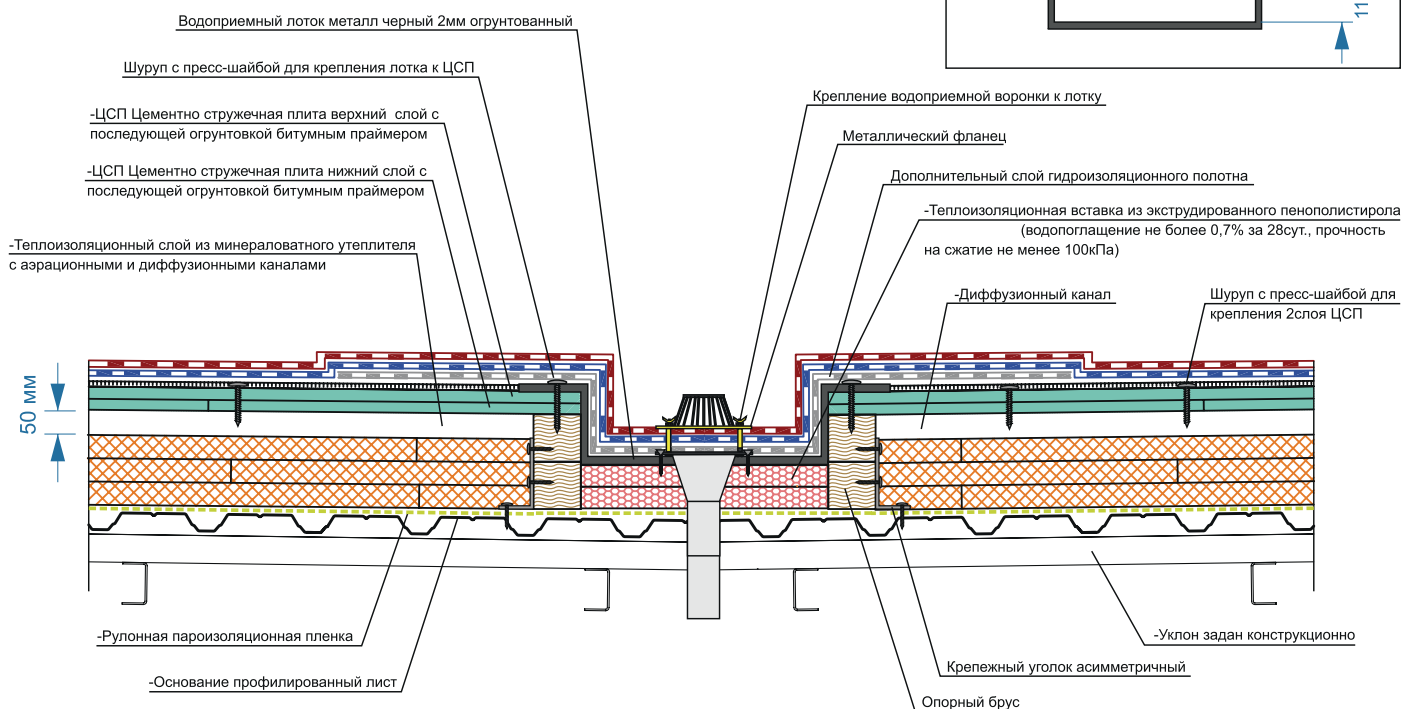 Водоприемный лоток металл черный 2мм огрунтованный
Шуруп с пресс-шайбой для крепления лотка к ЦСП
-ЦСП Цементно стружечная плита верхний слой с
последующей огрунтовкой битумным праймером
-ЦСП Цементно стружечная плита нижний слой с
последующей огрунтовкой битумным праймером
-Теплоизоляционный слой из минераловатного утеплителя
с аэрационными и диффузионными каналами
11
Крепление водоприемной воронки к лотку
Металлический фланец
Дополнительный слой гидроизоляционного полотна
-Теплоизоляционная вставка из экструдированного пенополистирола
(водопоглащение не более 0,7% за 28сут., прочность
на сжатие не менее 100кПа)
-Диффузионный канал
Шуруп с пресс-шайбой для
крепления 2слоя ЦСП
50 мм
-Рулонная пароизоляционная пленка
-Основание профилированный лист
-Уклон задан конструкционно
Крепежный уголок асимметричный
Опорный брус